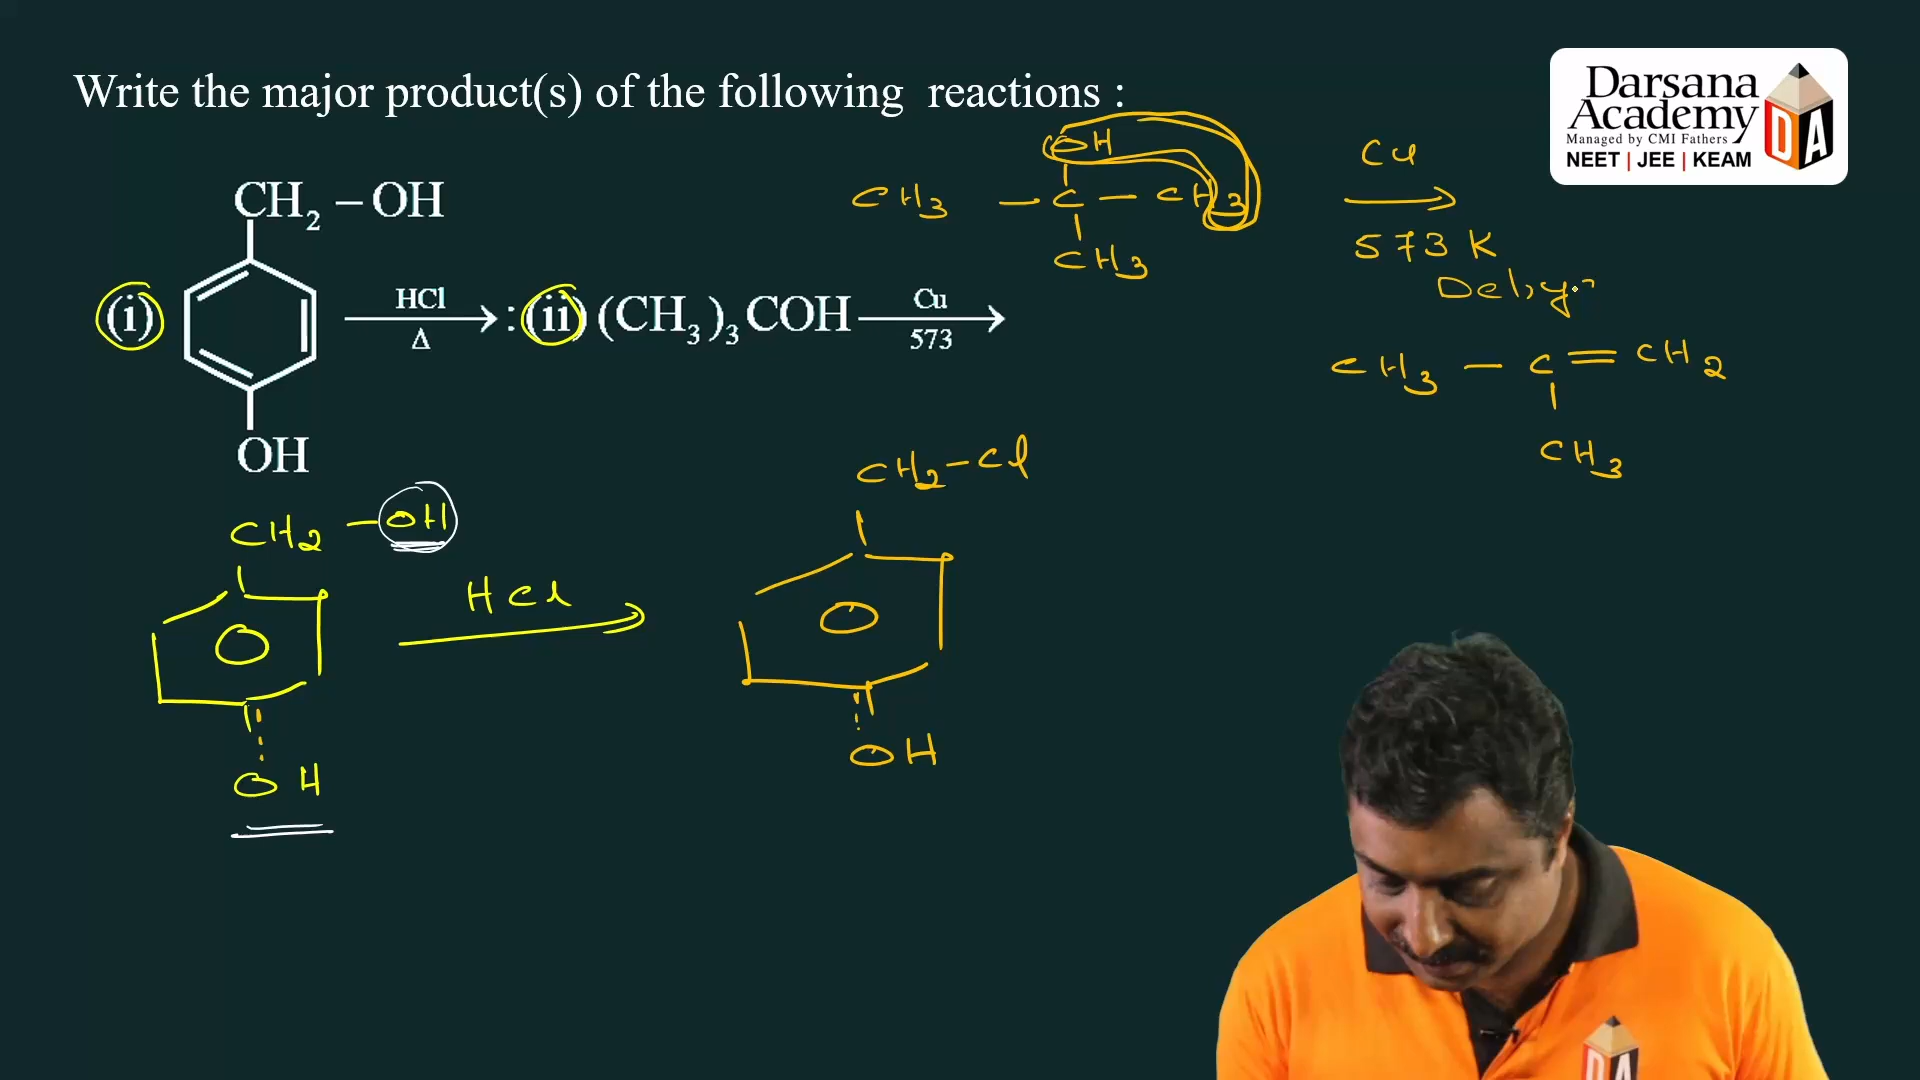 Write the major product(s) of the following reactions :
Darsana
Academy
Managed by CMI Fathers
NEET | JEE | KEAM
DA
OH
CH3 - C - CH3
CH3
Cu
573 K
CH₂ – OH
(i)
HCl
Δ
:
(ii) (CH₃)₃COH
Cu
573
OH
CH3 - C = CH2
CH3
CH2 - OH
OH
HCl
CH2 - Cl
OH
DA